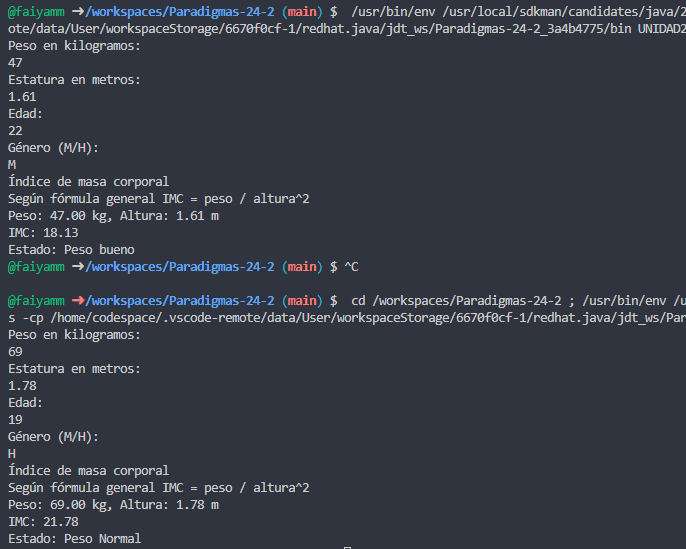 @faiyamm ➜/workspaces/Paradigmas-24-2 (main) $  /usr/bin/env /usr/local/sdkman/candidates/java/2
ote/data/User/workspaceStorage/6670f0cf-1/redhat.java/jdt_ws/Paradigmas-24-2_3a4b4775/bin UNIDAD2
Peso en kilogramos:
47
Estatura en metros:
1.61
Edad:
22
Género (M/H):
M
Índice de masa corporal
Según fórmula general IMC = peso / altura^2
Peso: 47.00 kg, Altura: 1.61 m
IMC: 18.13
Estado: Peso bueno
@faiyamm ➜/workspaces/Paradigmas-24-2 (main) $ ^C
@faiyamm ➜/workspaces/Paradigmas-24-2 (main) $  cd /workspaces/Paradigmas-24-2 ; /usr/bin/env /u
s -cp /home/codespace/.vscode-remote/data/User/workspaceStorage/6670f0cf-1/redhat.java/jdt_ws/Par
Peso en kilogramos:
69
Estatura en metros:
1.78
Edad:
19
Género (M/H):
H
Índice de masa corporal
Según fórmula general IMC = peso / altura^2
Peso: 69.00 kg, Altura: 1.78 m
IMC: 21.78
Estado: Peso Normal